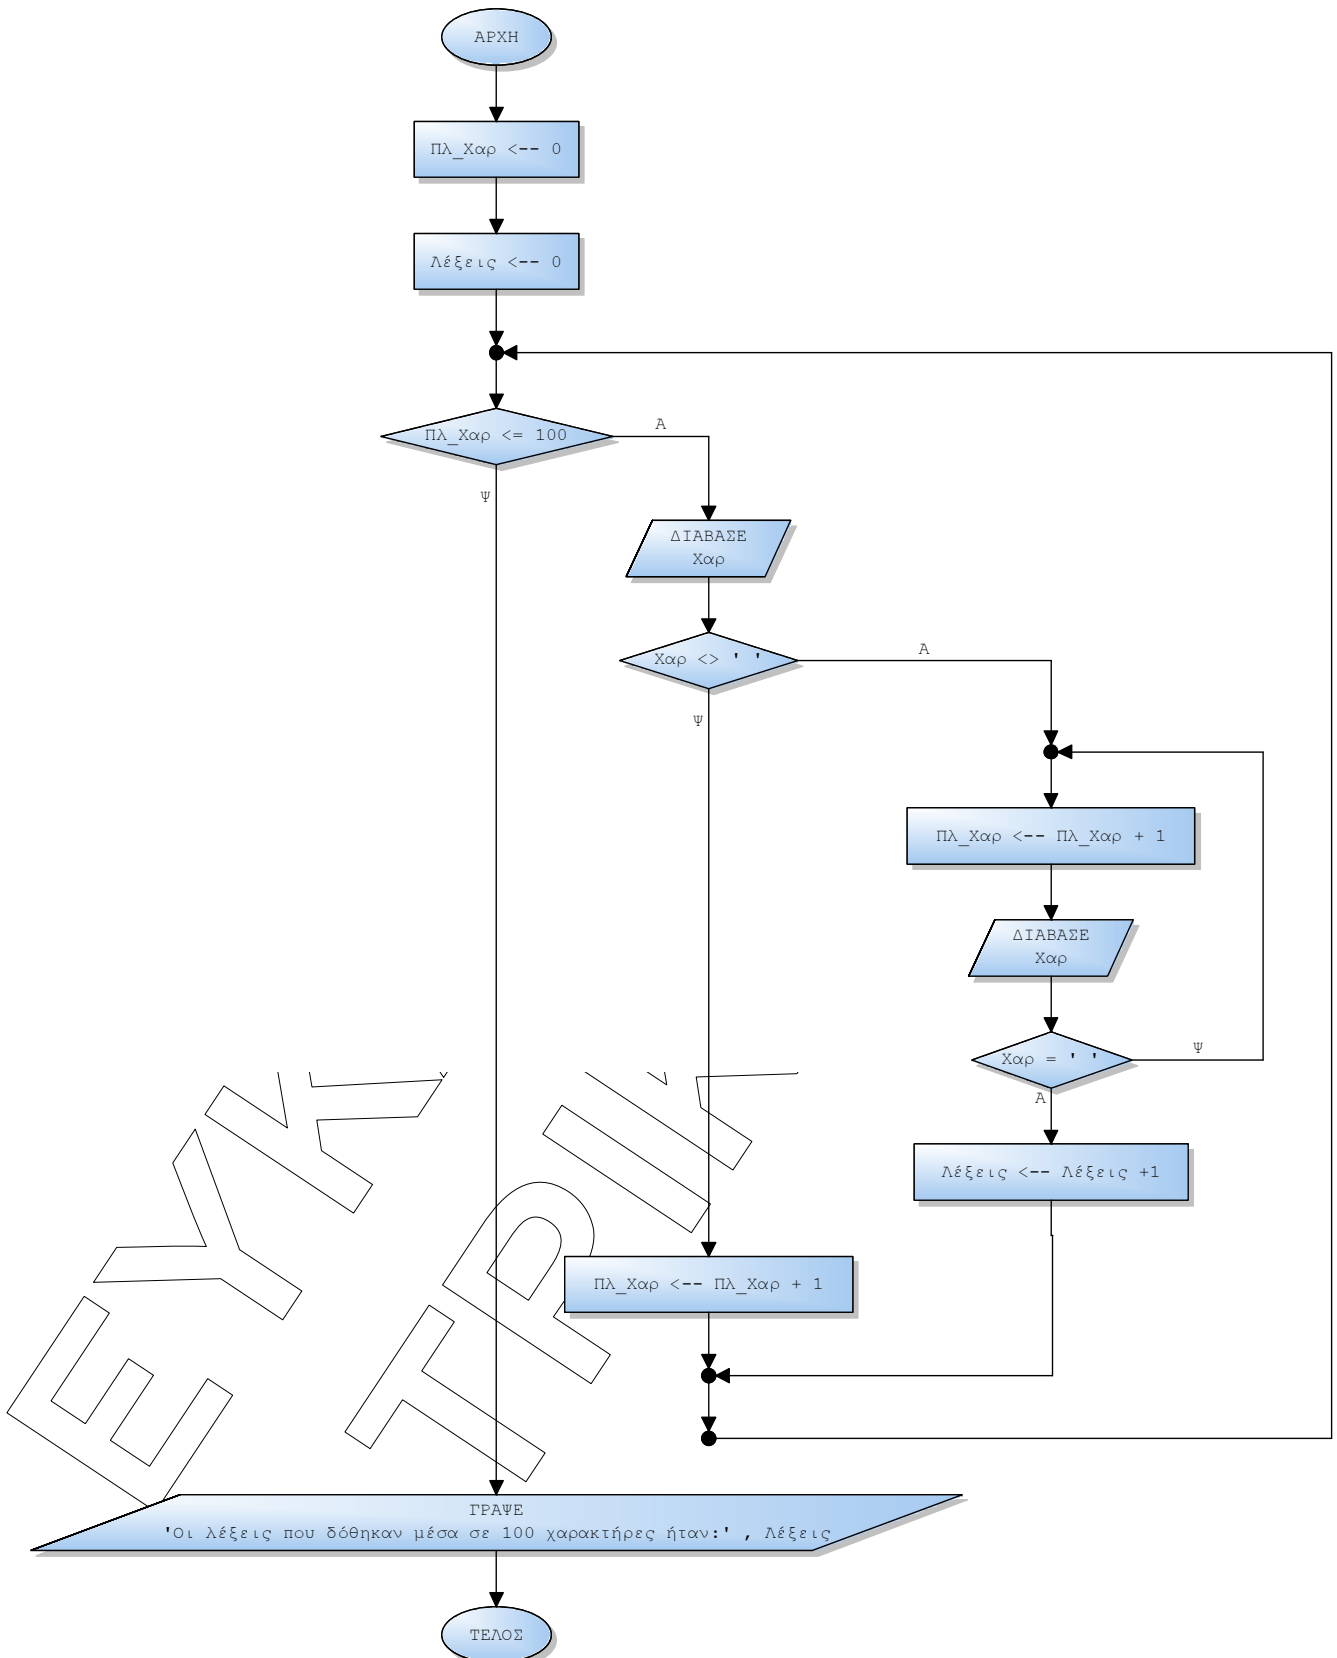 ΑΡΧΗ
Πλ_Χαρ <-- 0
Λέξεις <-- 0
Πλ_Χαρ <= 100
Α
Ψ
ΔΙΑΒΑΣΕ
Χαρ
Χαρ <> ' '
Α
Ψ
Πλ_Χαρ <-- Πλ_Χαρ + 1
ΔΙΑΒΑΣΕ
Χαρ
Χαρ = ' '
Ψ
Α
Λέξεις <-- Λέξεις +1
Πλ_Χαρ <-- Πλ_Χαρ + 1
ΓΡΑΨΕ
'Οι λέξεις που δόθηκαν μέσα σε 100 χαρακτήρες ήταν:' , Λέξεις
ΤΕΛΟΣ